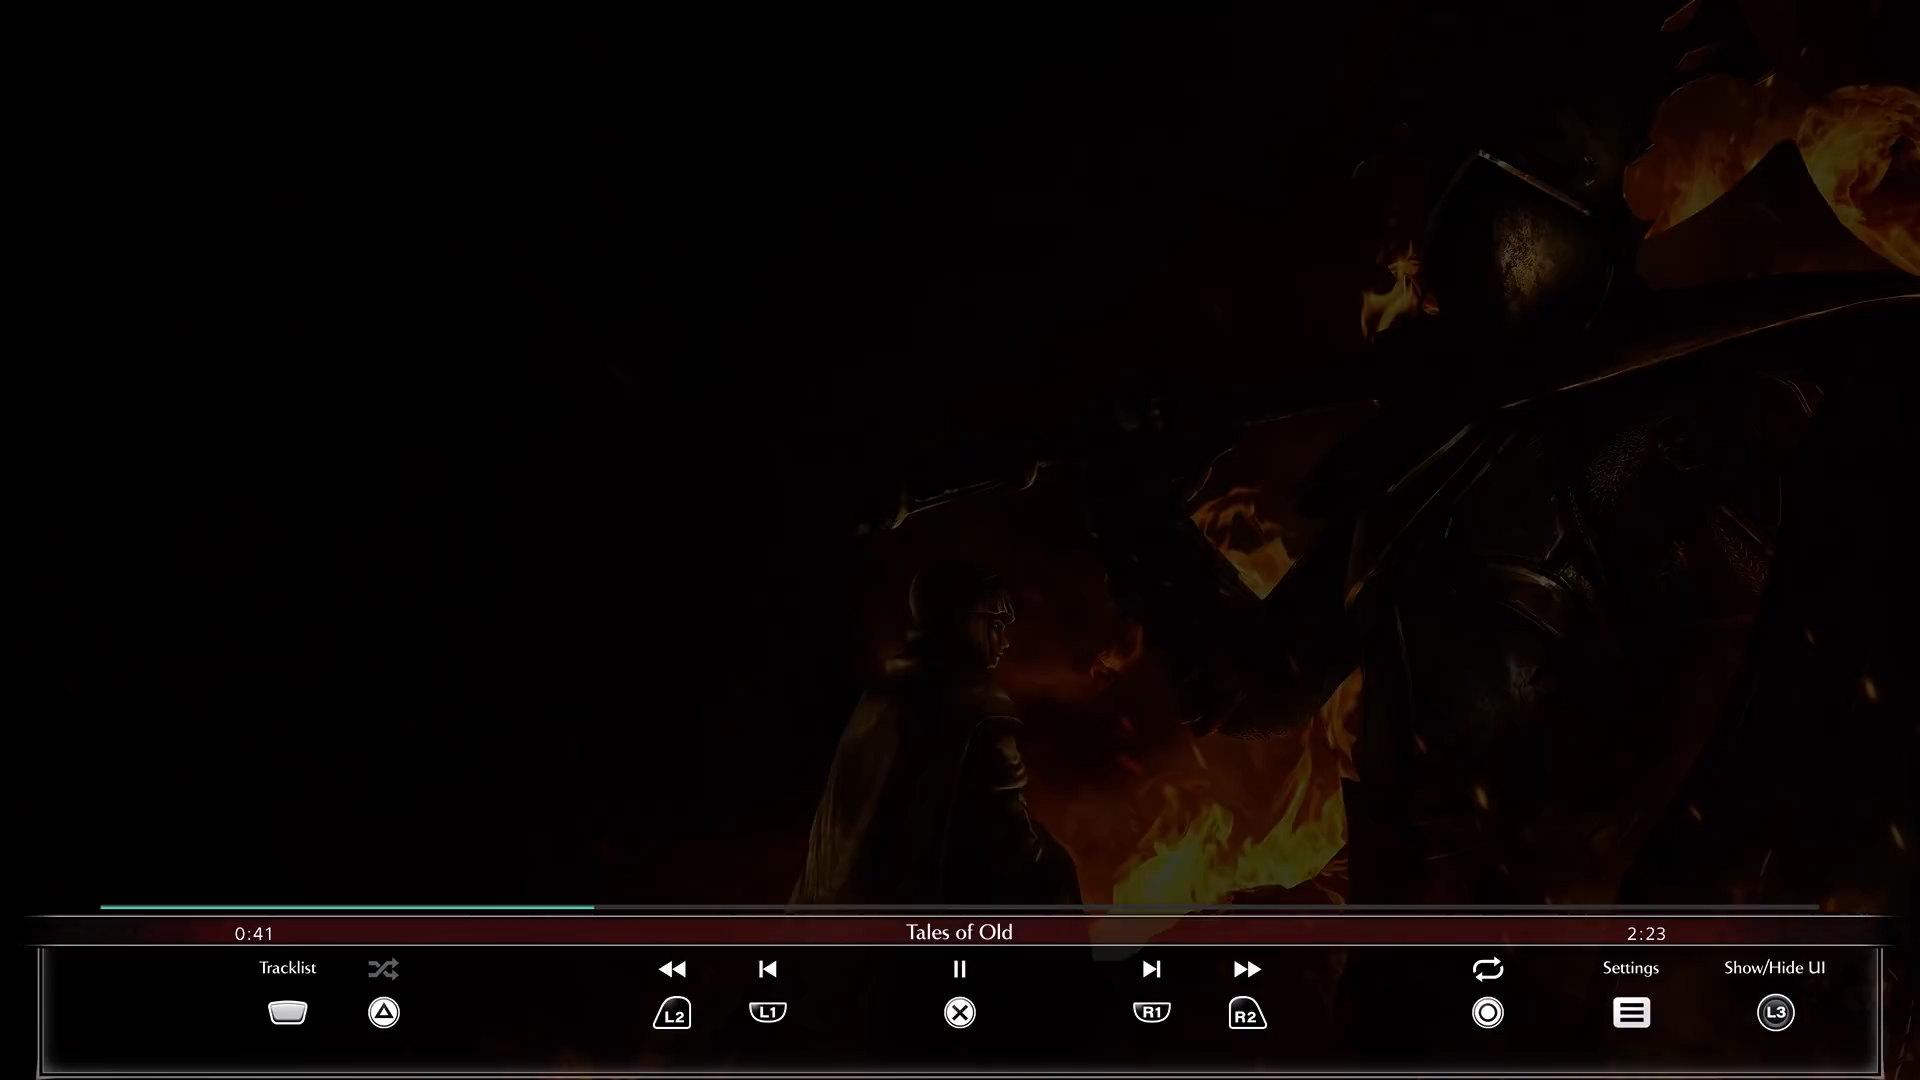 0:41
Tales of Old
2:23
Tracklist
Settings
Show/Hide UI
L2
L1
R1
R2
L3